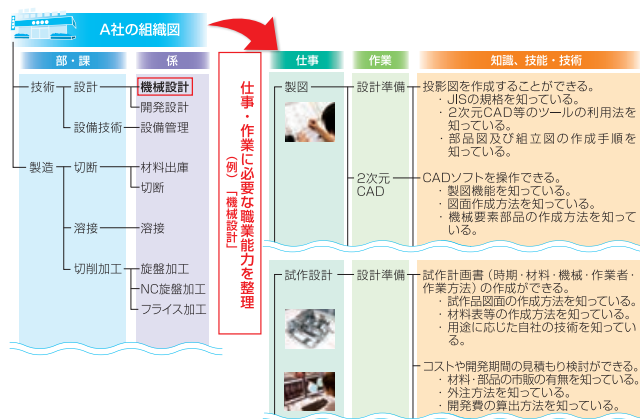 A社の組織図
部・課
係
技術
設計
機械設計
開発設計
設備技術
設備管理
製造
切断
材料出庫
切断
溶接
溶接
切削加工
旋盤加工
NC旋盤加工
フライス加工
仕事・作業に必要な職業能力を整理
(例)「機械設計」
仕事
作業
知識、技能・技術
製図
設計準備
投影図を作成することができる。
・JISの規格を知っている。
・2次元CAD等のツールの利用法を
知っている。
・部品図及び組立図の作成手順を
知っている。
2次元
CAD
CADソフトを操作できる。
・製図機能を知っている。
・図面作成方法を知っている。
・機械要素部品の作成方法を知って
いる。
試作設計
設計準備
試作計画書(時期・材料・機械・作業者・
作業方法)の作成ができる。
・試作品図面の作成方法を知っている。
・材料表等の作成方法を知っている。
・用途に応じた自社の技術を知ってい
る。
コストや開発期間の見積もり検討ができる。
・材料・部品の市販の有無を知っている。
・外注方法を知っている。
・開発費の算出方法を知っている。